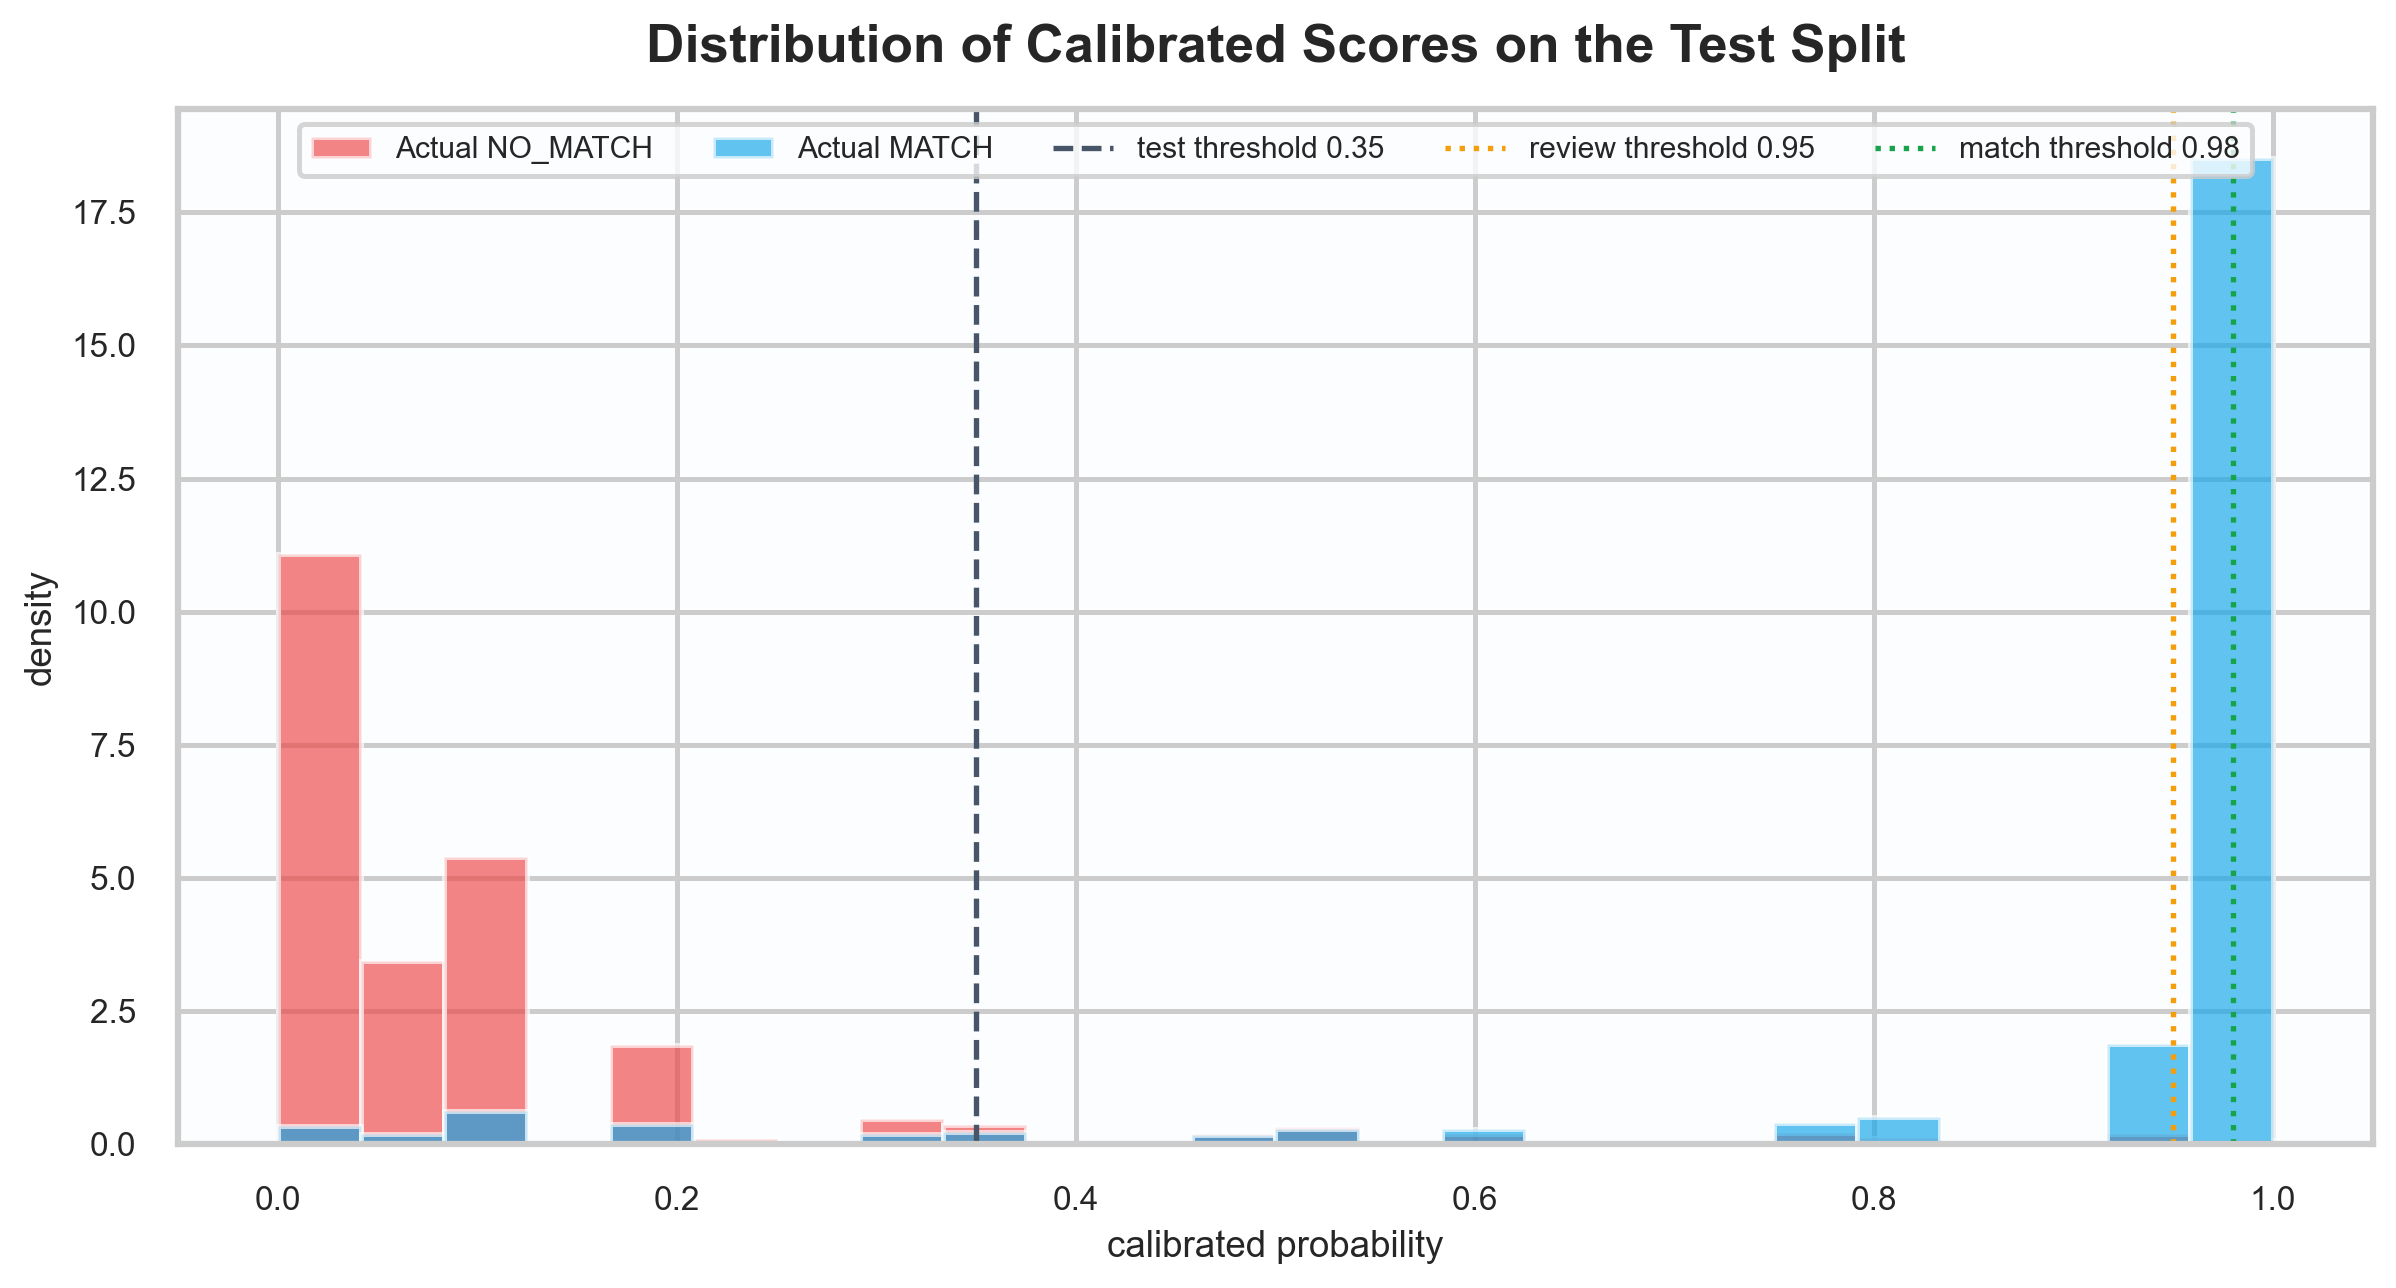 Distribution of Calibrated Scores on the Test Split
Actual NO_MATCH
Actual MATCH
test threshold 0.35
review threshold 0.95
match threshold 0.98
density
17.5
15.0
12.5
10.0
7.5
5.0
2.5
0.0
0.0 0.2 0.4 0.6 0.8 1.0
calibrated probability